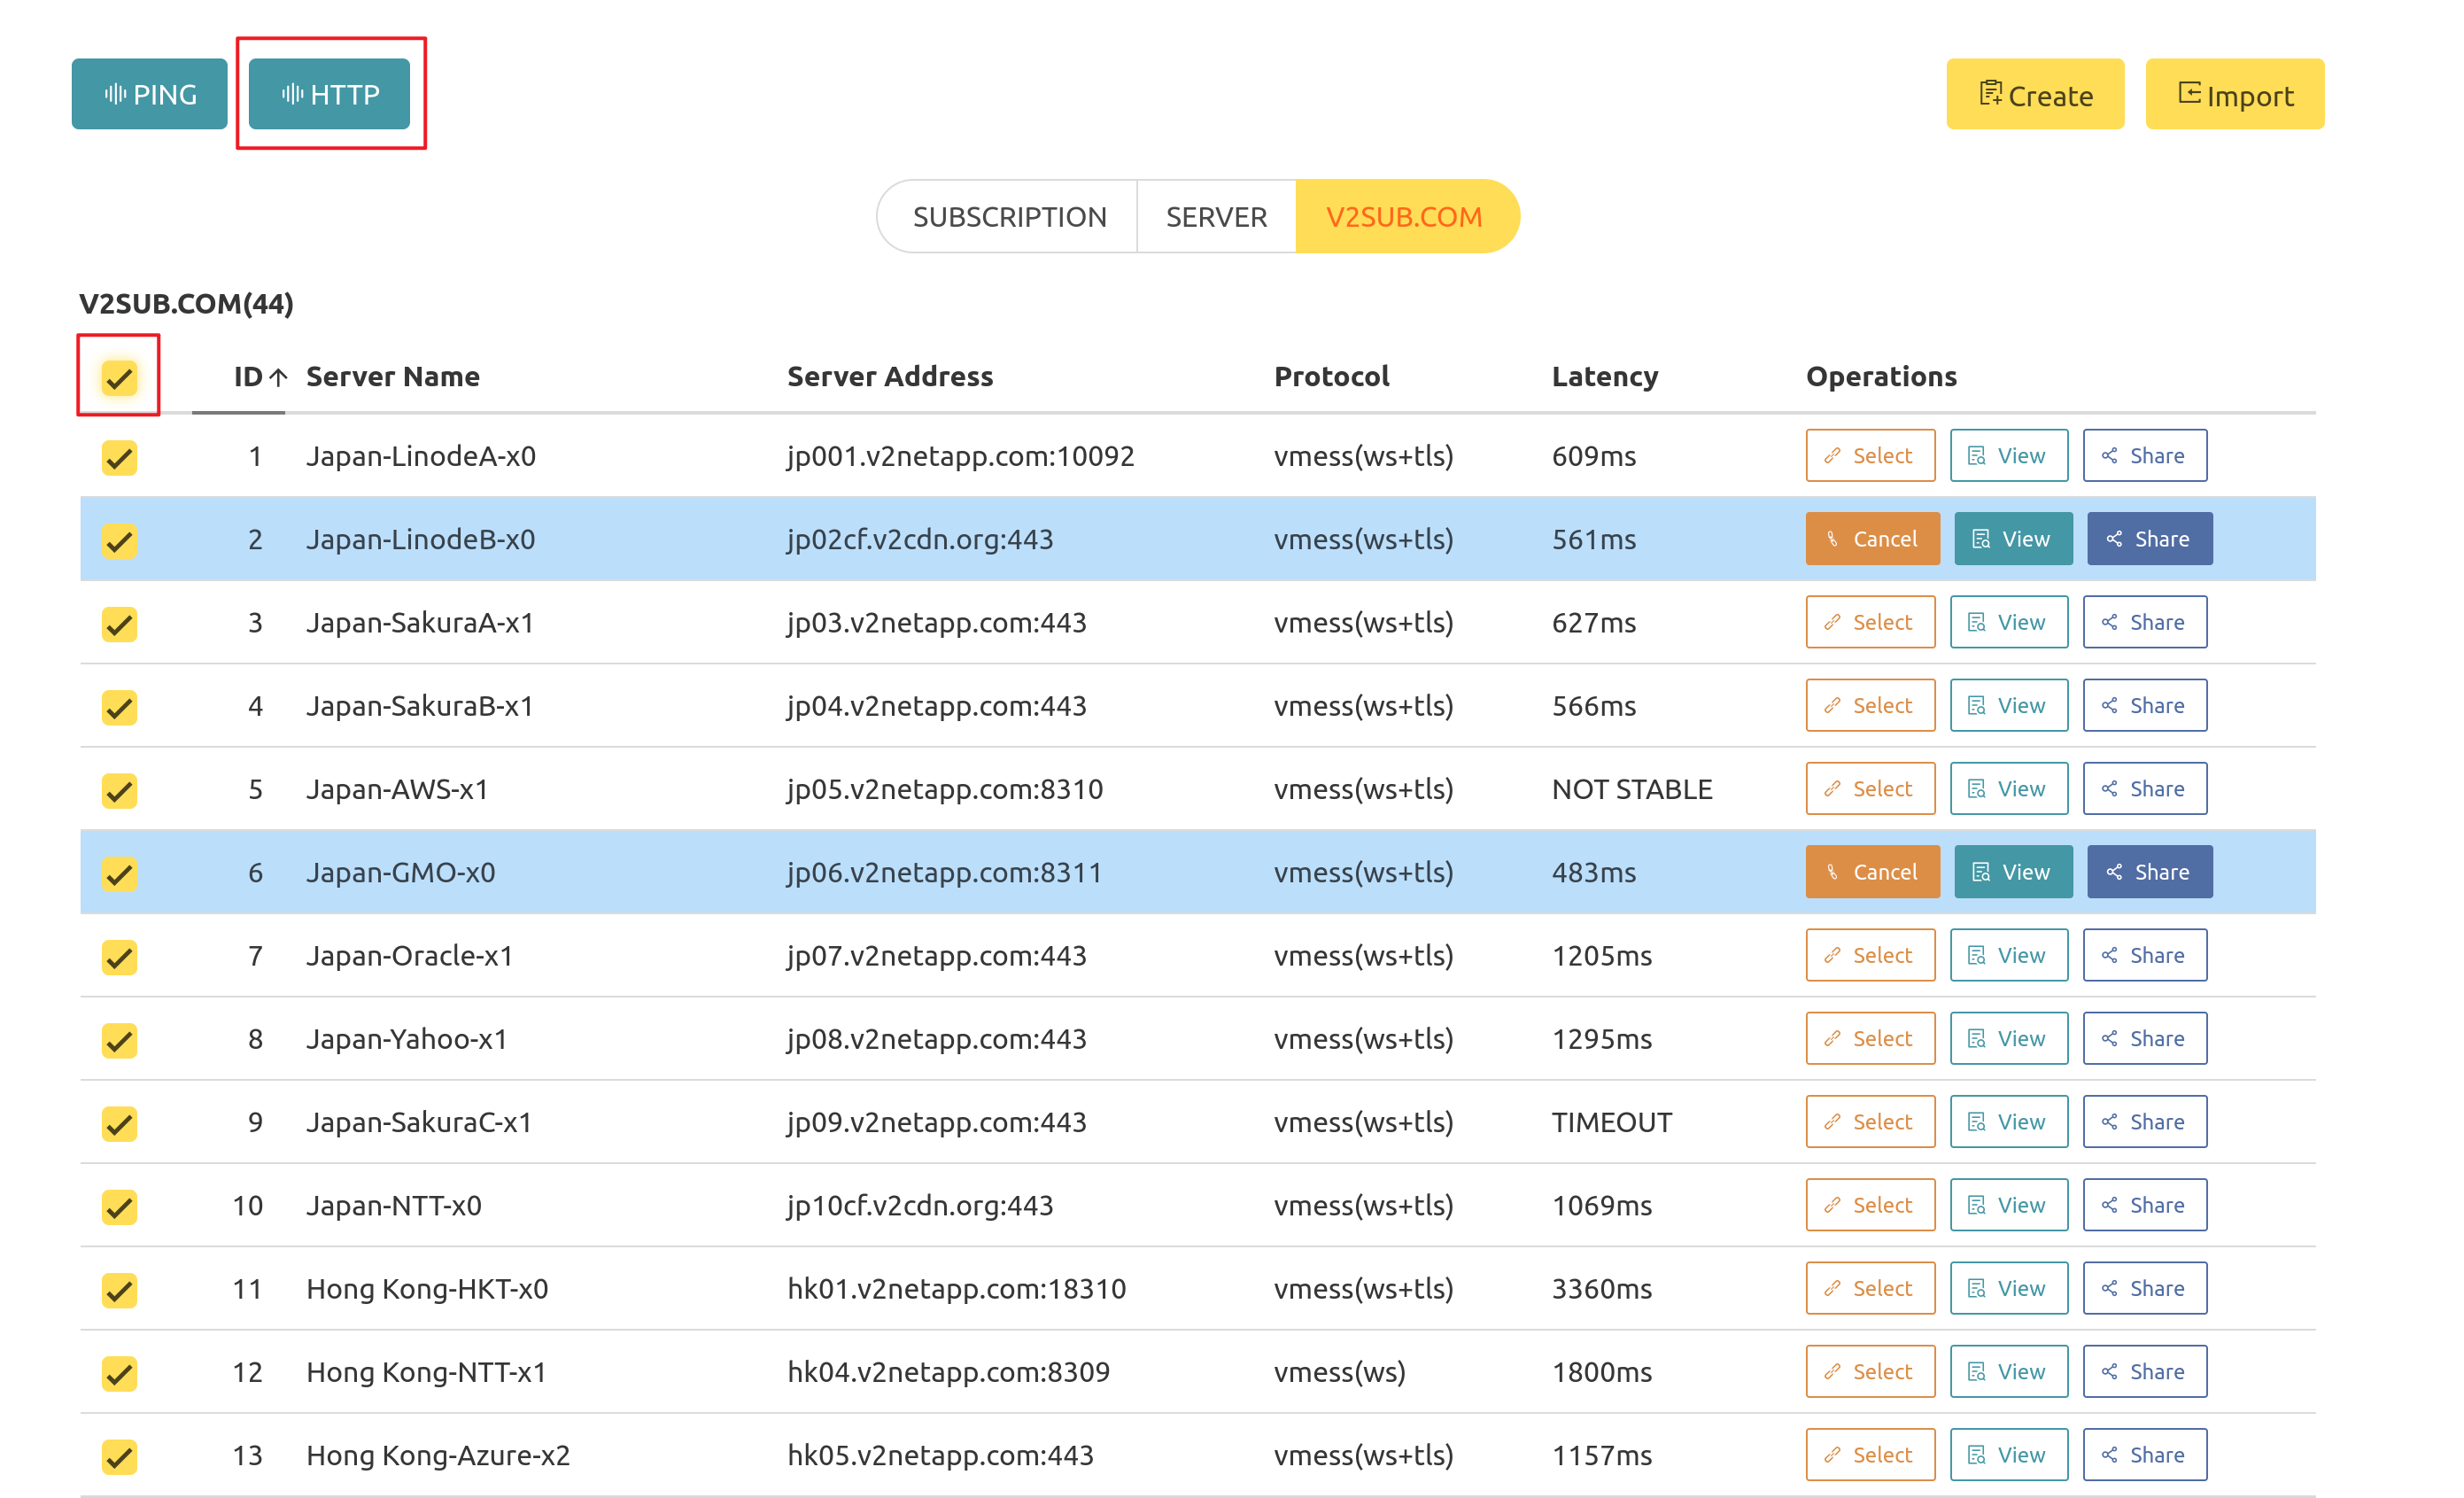 PING HTTP Create Import
SUBSCRIPTION SERVER V2SUB.COM
V2SUB.COM(44)
ID Server Name Server Address Protocol Latency Operations
1 Japan-LinodeA-x0 jp001.v2netapp.com:10092 vmess(ws+tls) 609ms Select View Share
2 Japan-LinodeB-x0 jp02cf.v2cdn.org:443 vmess(ws+tls) 561ms Cancel View Share
3 Japan-SakuraA-x1 jp03.v2netapp.com:443 vmess(ws+tls) 627ms Select View Share
4 Japan-SakuraB-x1 jp04.v2netapp.com:443 vmess(ws+tls) 566ms Select View Share
5 Japan-AWS-x1 jp05.v2netapp.com:8310 vmess(ws+tls) NOT STABLE Select View Share
6 Japan-GMO-x0 jp06.v2netapp.com:8311 vmess(ws+tls) 483ms Cancel View Share
7 Japan-Oracle-x1 jp07.v2netapp.com:443 vmess(ws+tls) 1205ms Select View Share
8 Japan-Yahoo-x1 jp08.v2netapp.com:443 vmess(ws+tls) 1295ms Select View Share
9 Japan-SakuraC-x1 jp09.v2netapp.com:443 vmess(ws+tls) TIMEOUT Select View Share
10 Japan-NTT-x0 jp10cf.v2cdn.org:443 vmess(ws+tls) 1069ms Select View Share
11 Hong Kong-HKT-x0 hk01.v2netapp.com:18310 vmess(ws+tls) 3360ms Select View Share
12 Hong Kong-NTT-x1 hk04.v2netapp.com:8309 vmess(ws) 1800ms Select View Share
13 Hong Kong-Azure-x2 hk05.v2netapp.com:443 vmess(ws+tls) 1157ms Select View Share